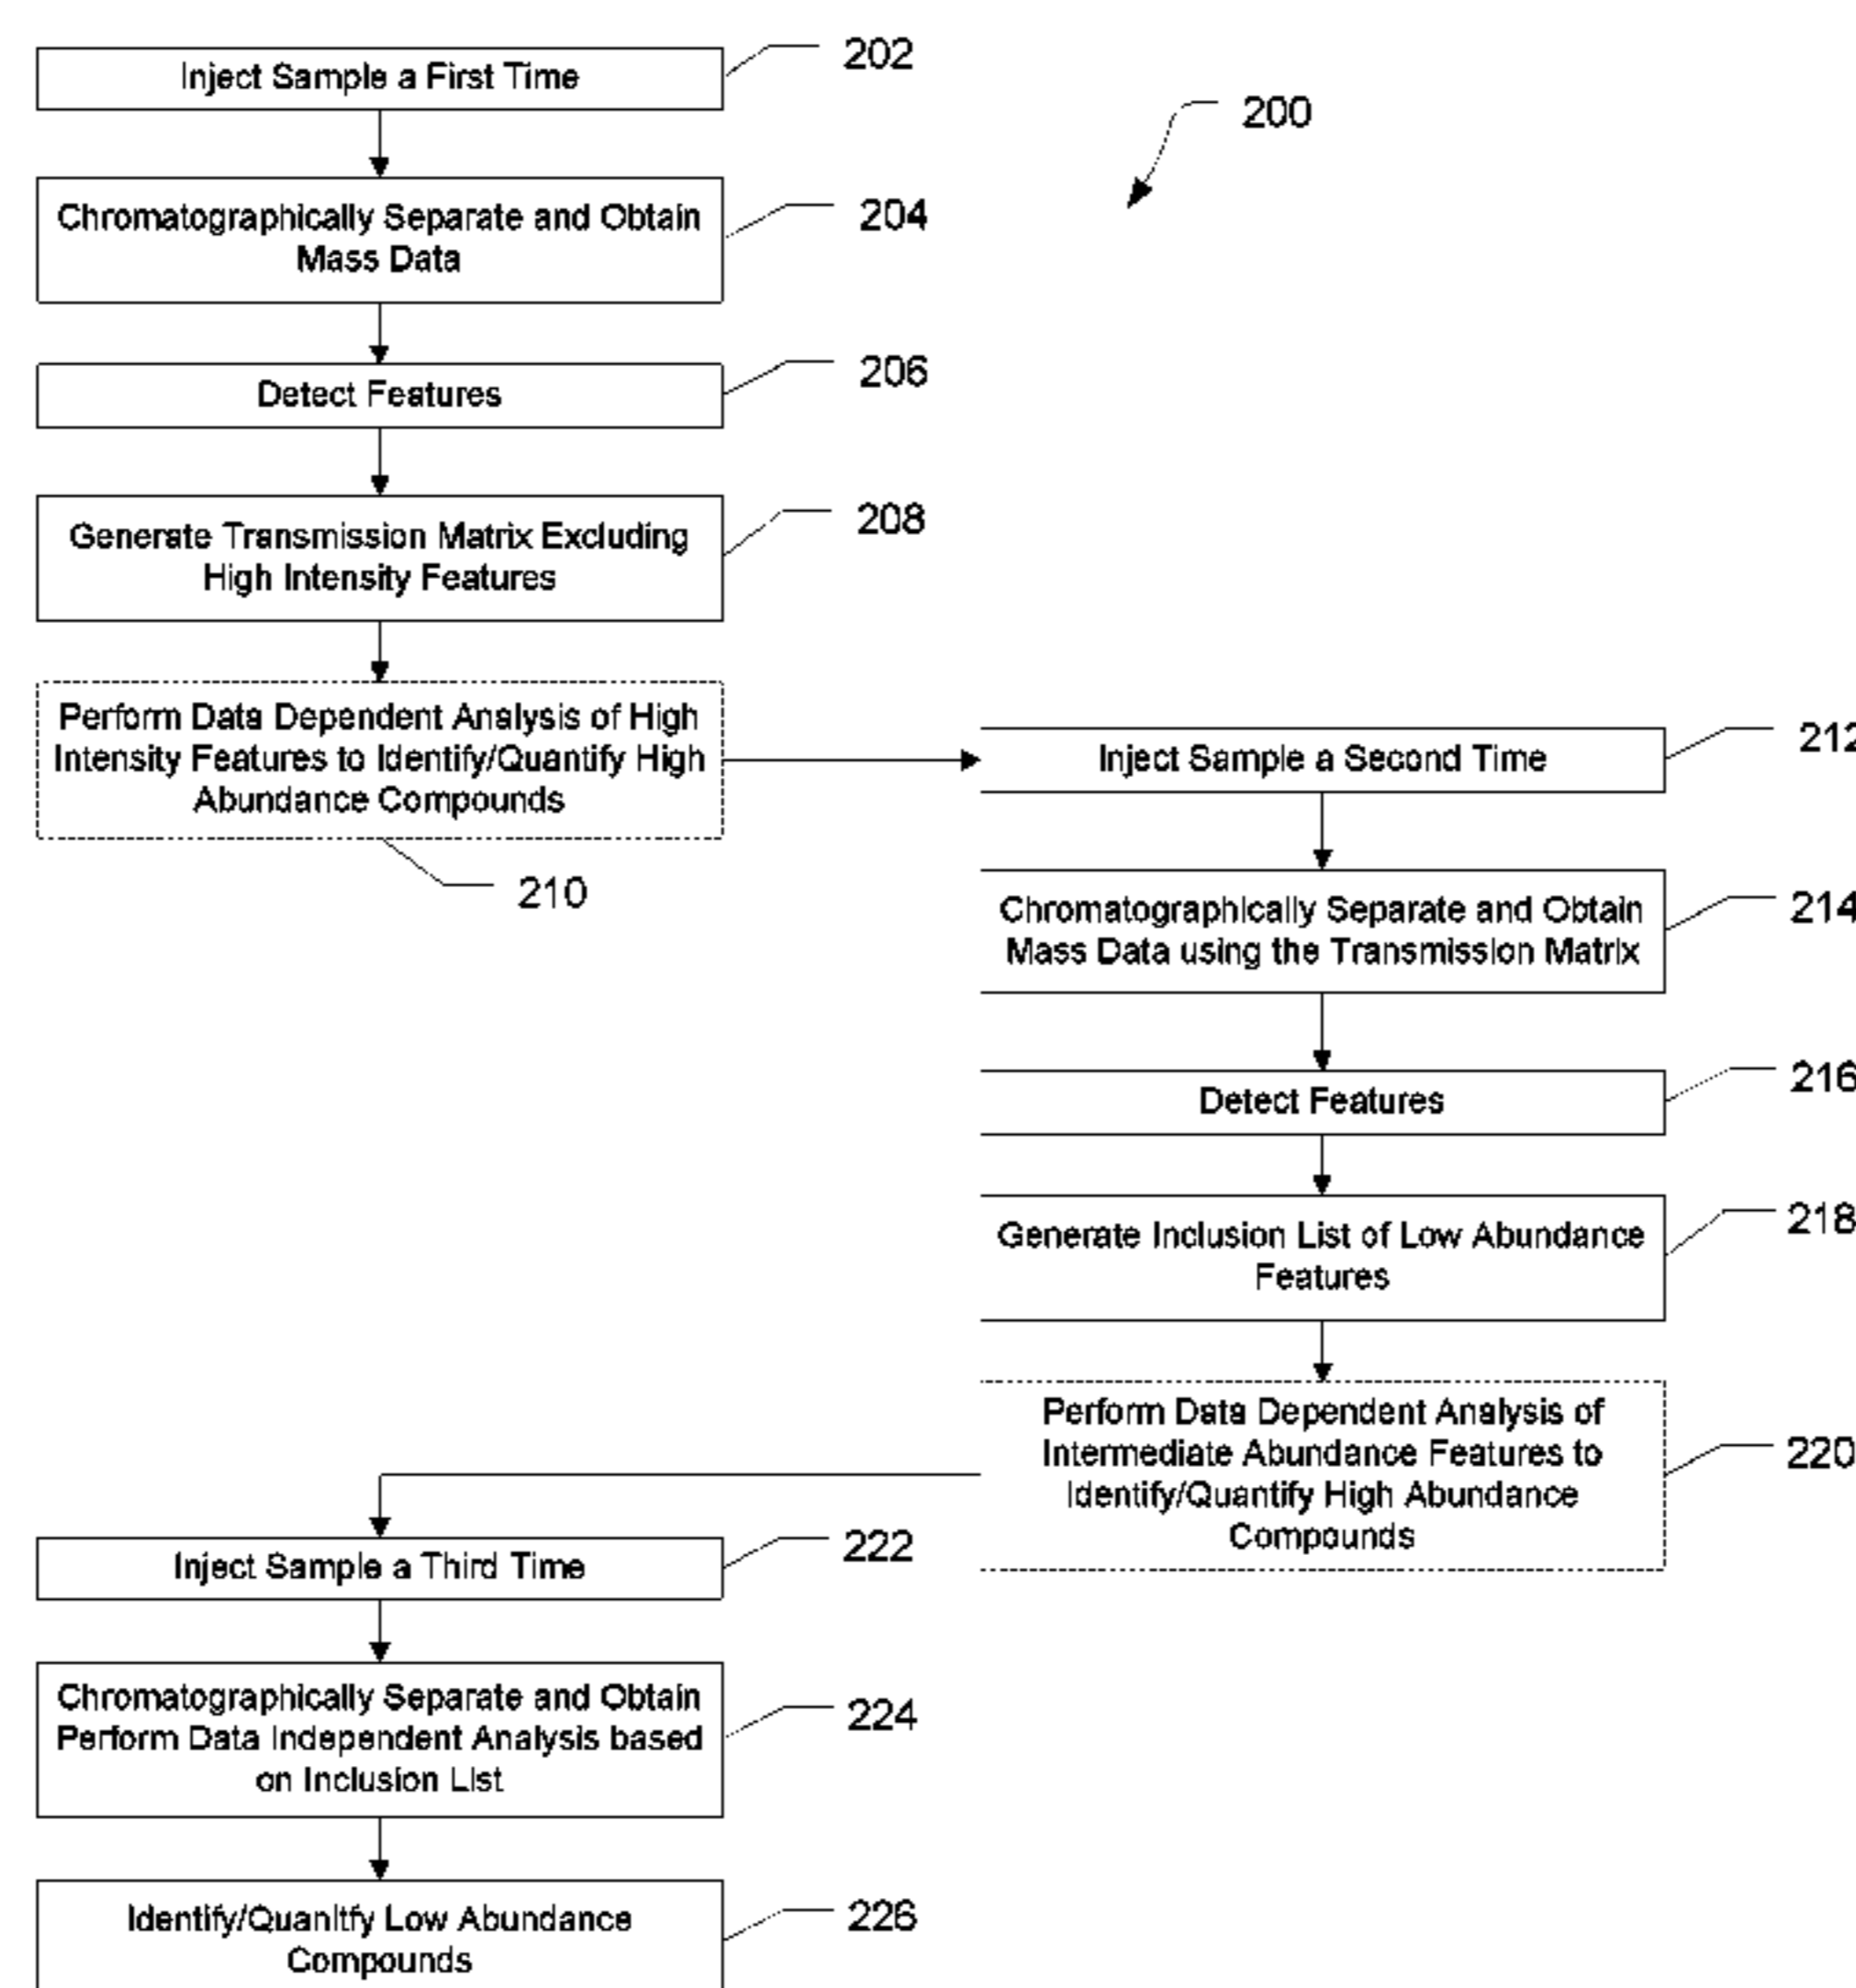 Inject Sample a First Time
202
200
Chromatographically Separate and Obtain
Mass Data
204
Detect Features
206
Generate Transmission Matrix Excluding
High Intensity Features
208
Perform Data Dependent Analysis of High
Intensity Features to Identify/Quantify High
Abundance Compounds
210
Inject Sample a Second Time
212
Chromatographically Separate and Obtain
Mass Data using the Transmission Matrix
214
Detect Features
216
Generate Inclusion List of Low Abundance
Features
218
Perform Data Dependent Analysis of
Intermediate Abundance Features to
Identify/Quantify High Abundance
Compounds
220
Inject Sample a Third Time
222
Chromatographically Separate and Obtain
Perform Data Independent Analysis based
on Inclusion List
224
Identify/Quanitfy Low Abundance
Compounds
226